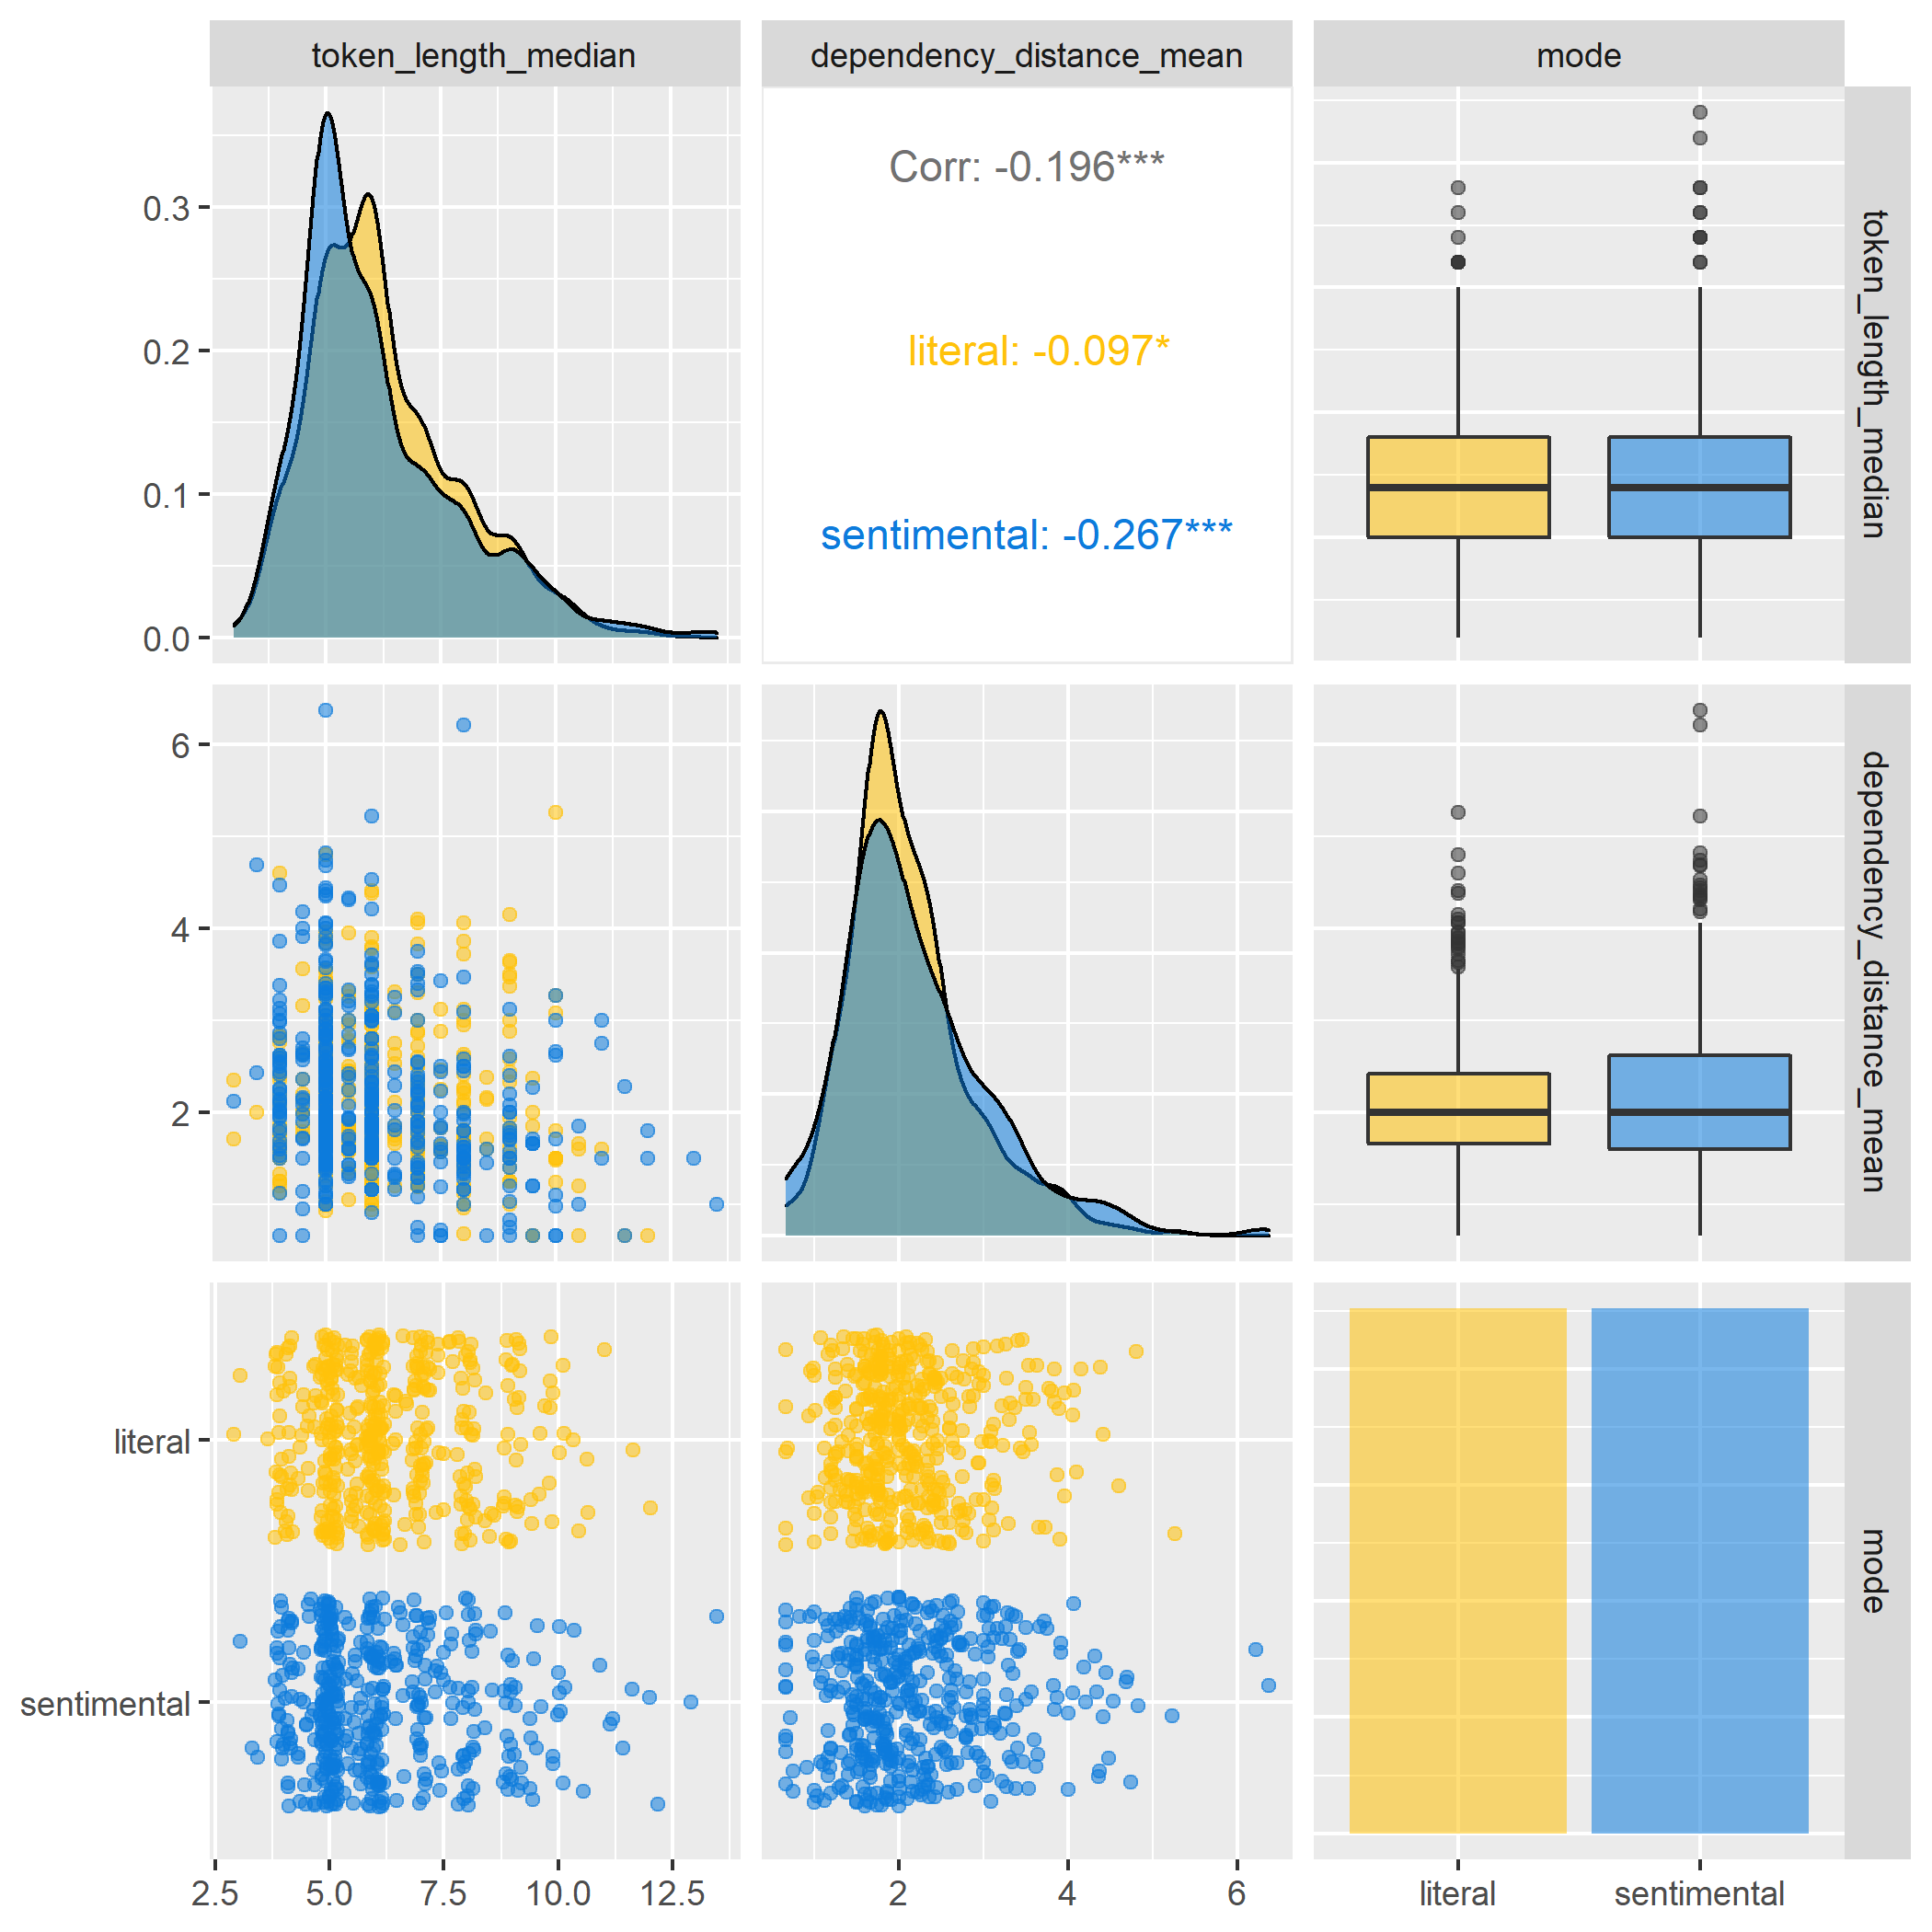 token_length_median
dependency_distance_mean
mode
0.3
0.2
0.1
0.0
Corr: -0.196***
literal: -0.097*
sentimental: -0.267***
token_length_median
6
4
2
dependency_distance_mean
literal
sentimental
mode
2.5 5.0 7.5 10.0 12.5
2 4 6
literal sentimental